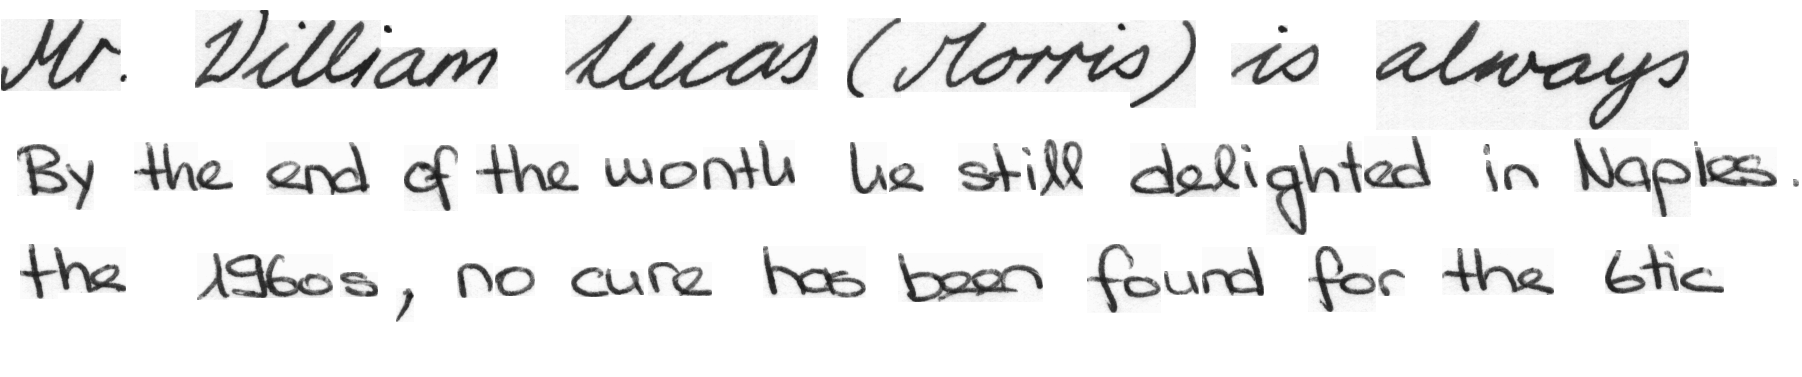 Mr. William Lucas (Morris) is always
By the end of the month he still delighted in Naples.
the 1960s, no cure has been found for the 6tic